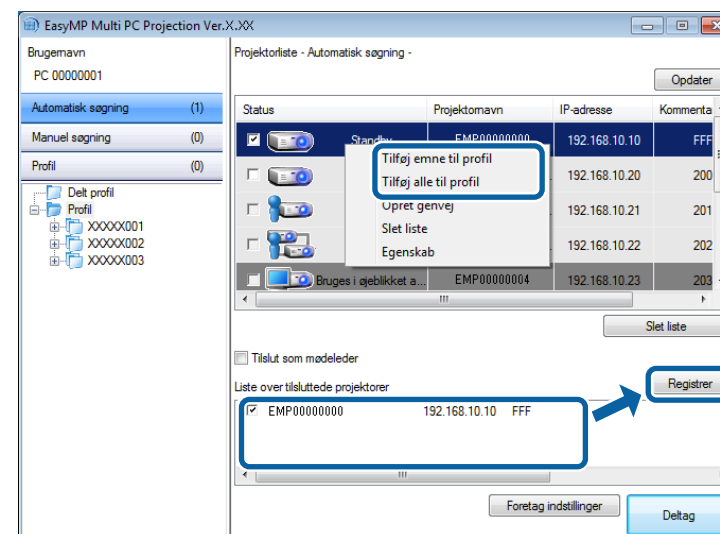 EasyMP Multi PC Projection Ver.X.XX
Brugernavn
PC 00000001
Projektorliste - Automatisk søgning -
Opdater
Automatisk søgning (1)
Manuel søgning (0)
Profil (0)
Delt profil
Profil
XXXXX001
XXXXX002
XXXXX003
Status Projektornavn IP-adresse Kommenta
Standby EMP00000000 192.168.10.10 FFF
192.168.10.20 200
192.168.10.21 201
192.168.10.22 202
Bruges i øjeblikket a... EMP00000004 192.168.10.23 203
Tilføj emne til profil
Tilføj alle til profil
Opret genvej
Slet liste
Egenskab
Slet liste
Tilslut som mødeleder
Liste over tilsluttede projektorer
Registrer
EMP00000000 192.168.10.10 FFF
Foretag indstillinger
Deltag